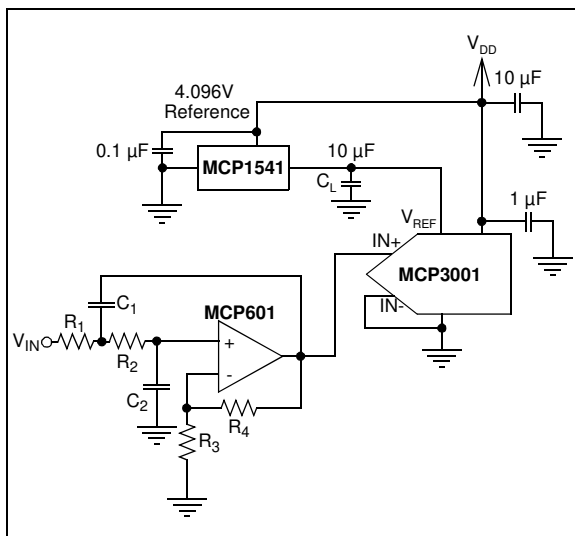 V_DD
10 µF
4.096V
Reference
0.1 µF
MCP1541
10 µF
C_L
1 µF
V_REF
IN+
MCP3001
IN-
C_1
MCP601
V_IN
R_1
R_2
+
-
C_2
R_4
R_3